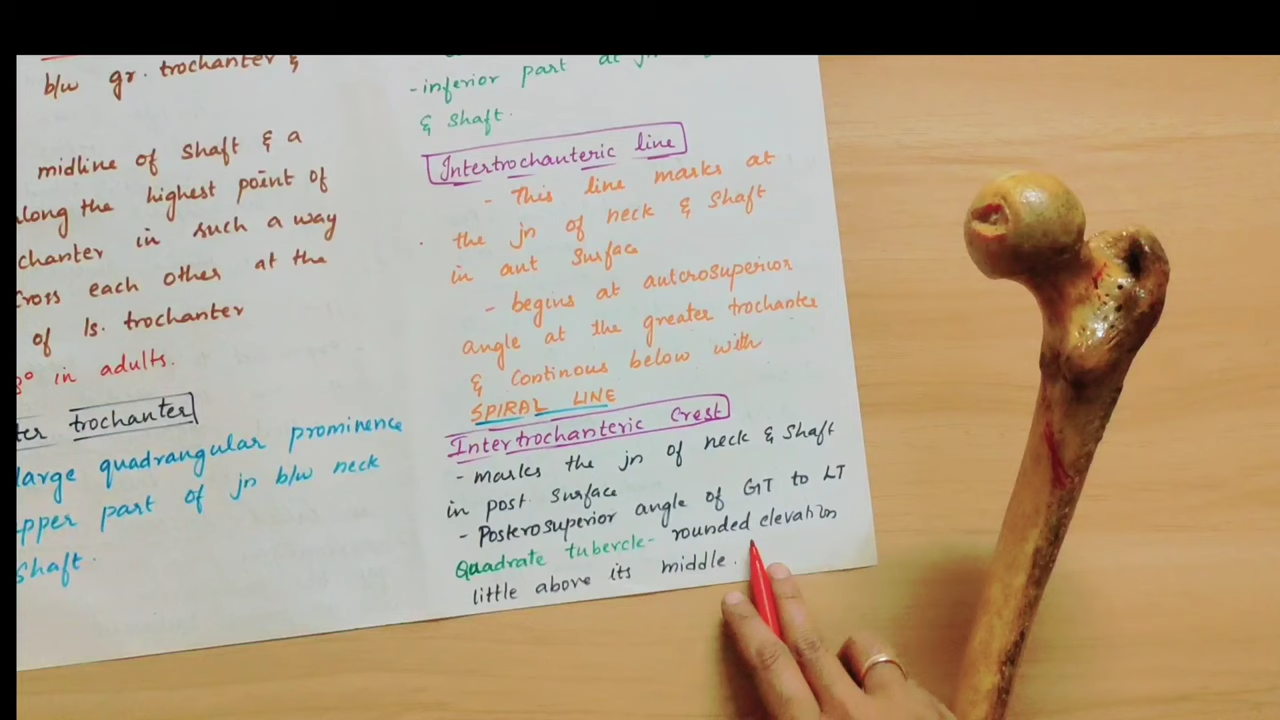 b/w gr. trochanter &
midline of shaft & a
along the highest point of
chanter in such a way
cross each other at the
of ls. trochanter
° in adults.
ter trochanter
large quadrangular prominence
pper part of jn b/w neck
shaft.
- inferior part at
& shaft.
Intertrochanteric line
- This line marks at
the jn of neck & shaft
in ant surface
- begins at anterosuperior
angle at the greater trochanter
& continous below with
SPIRAL LINE
Intertrochanteric Crest
- marks the jn of neck & shaft
in post surface
- Posterosuperior angle of GT to LT
Quadrate tubercle- rounded elevation
little above its middle.